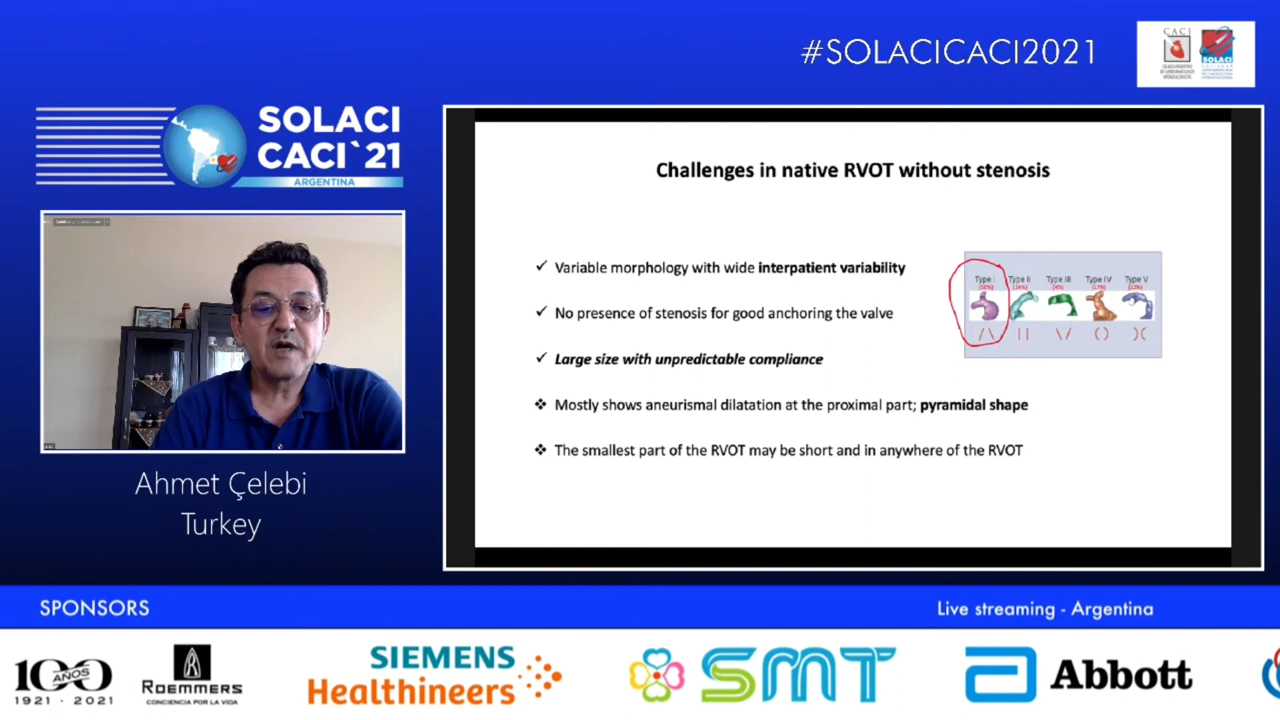 #SOLACICACI2021
CACI
SOLACI
SOLACI
CACI`21
ARGENTINA
Challenges in native RVOT without stenosis
✓ Variable morphology with wide interpatient variability
✓ No presence of stenosis for good anchoring the valve
✓ Large size with unpredictable compliance
❖ Mostly shows aneurismal dilatation at the proximal part; pyramidal shape
❖ The smallest part of the RVOT may be short and in anywhere of the RVOT
Type I Type II Type III Type IV Type V
Ahmet Çelebi
Turkey
SPONSORS
Live streaming - Argentina
100
AÑOS
1921 - 2021
ROEMMERS
CONCIENCIA POR LA VIDA
SIEMENS
Healthineers
SMT
Abbott